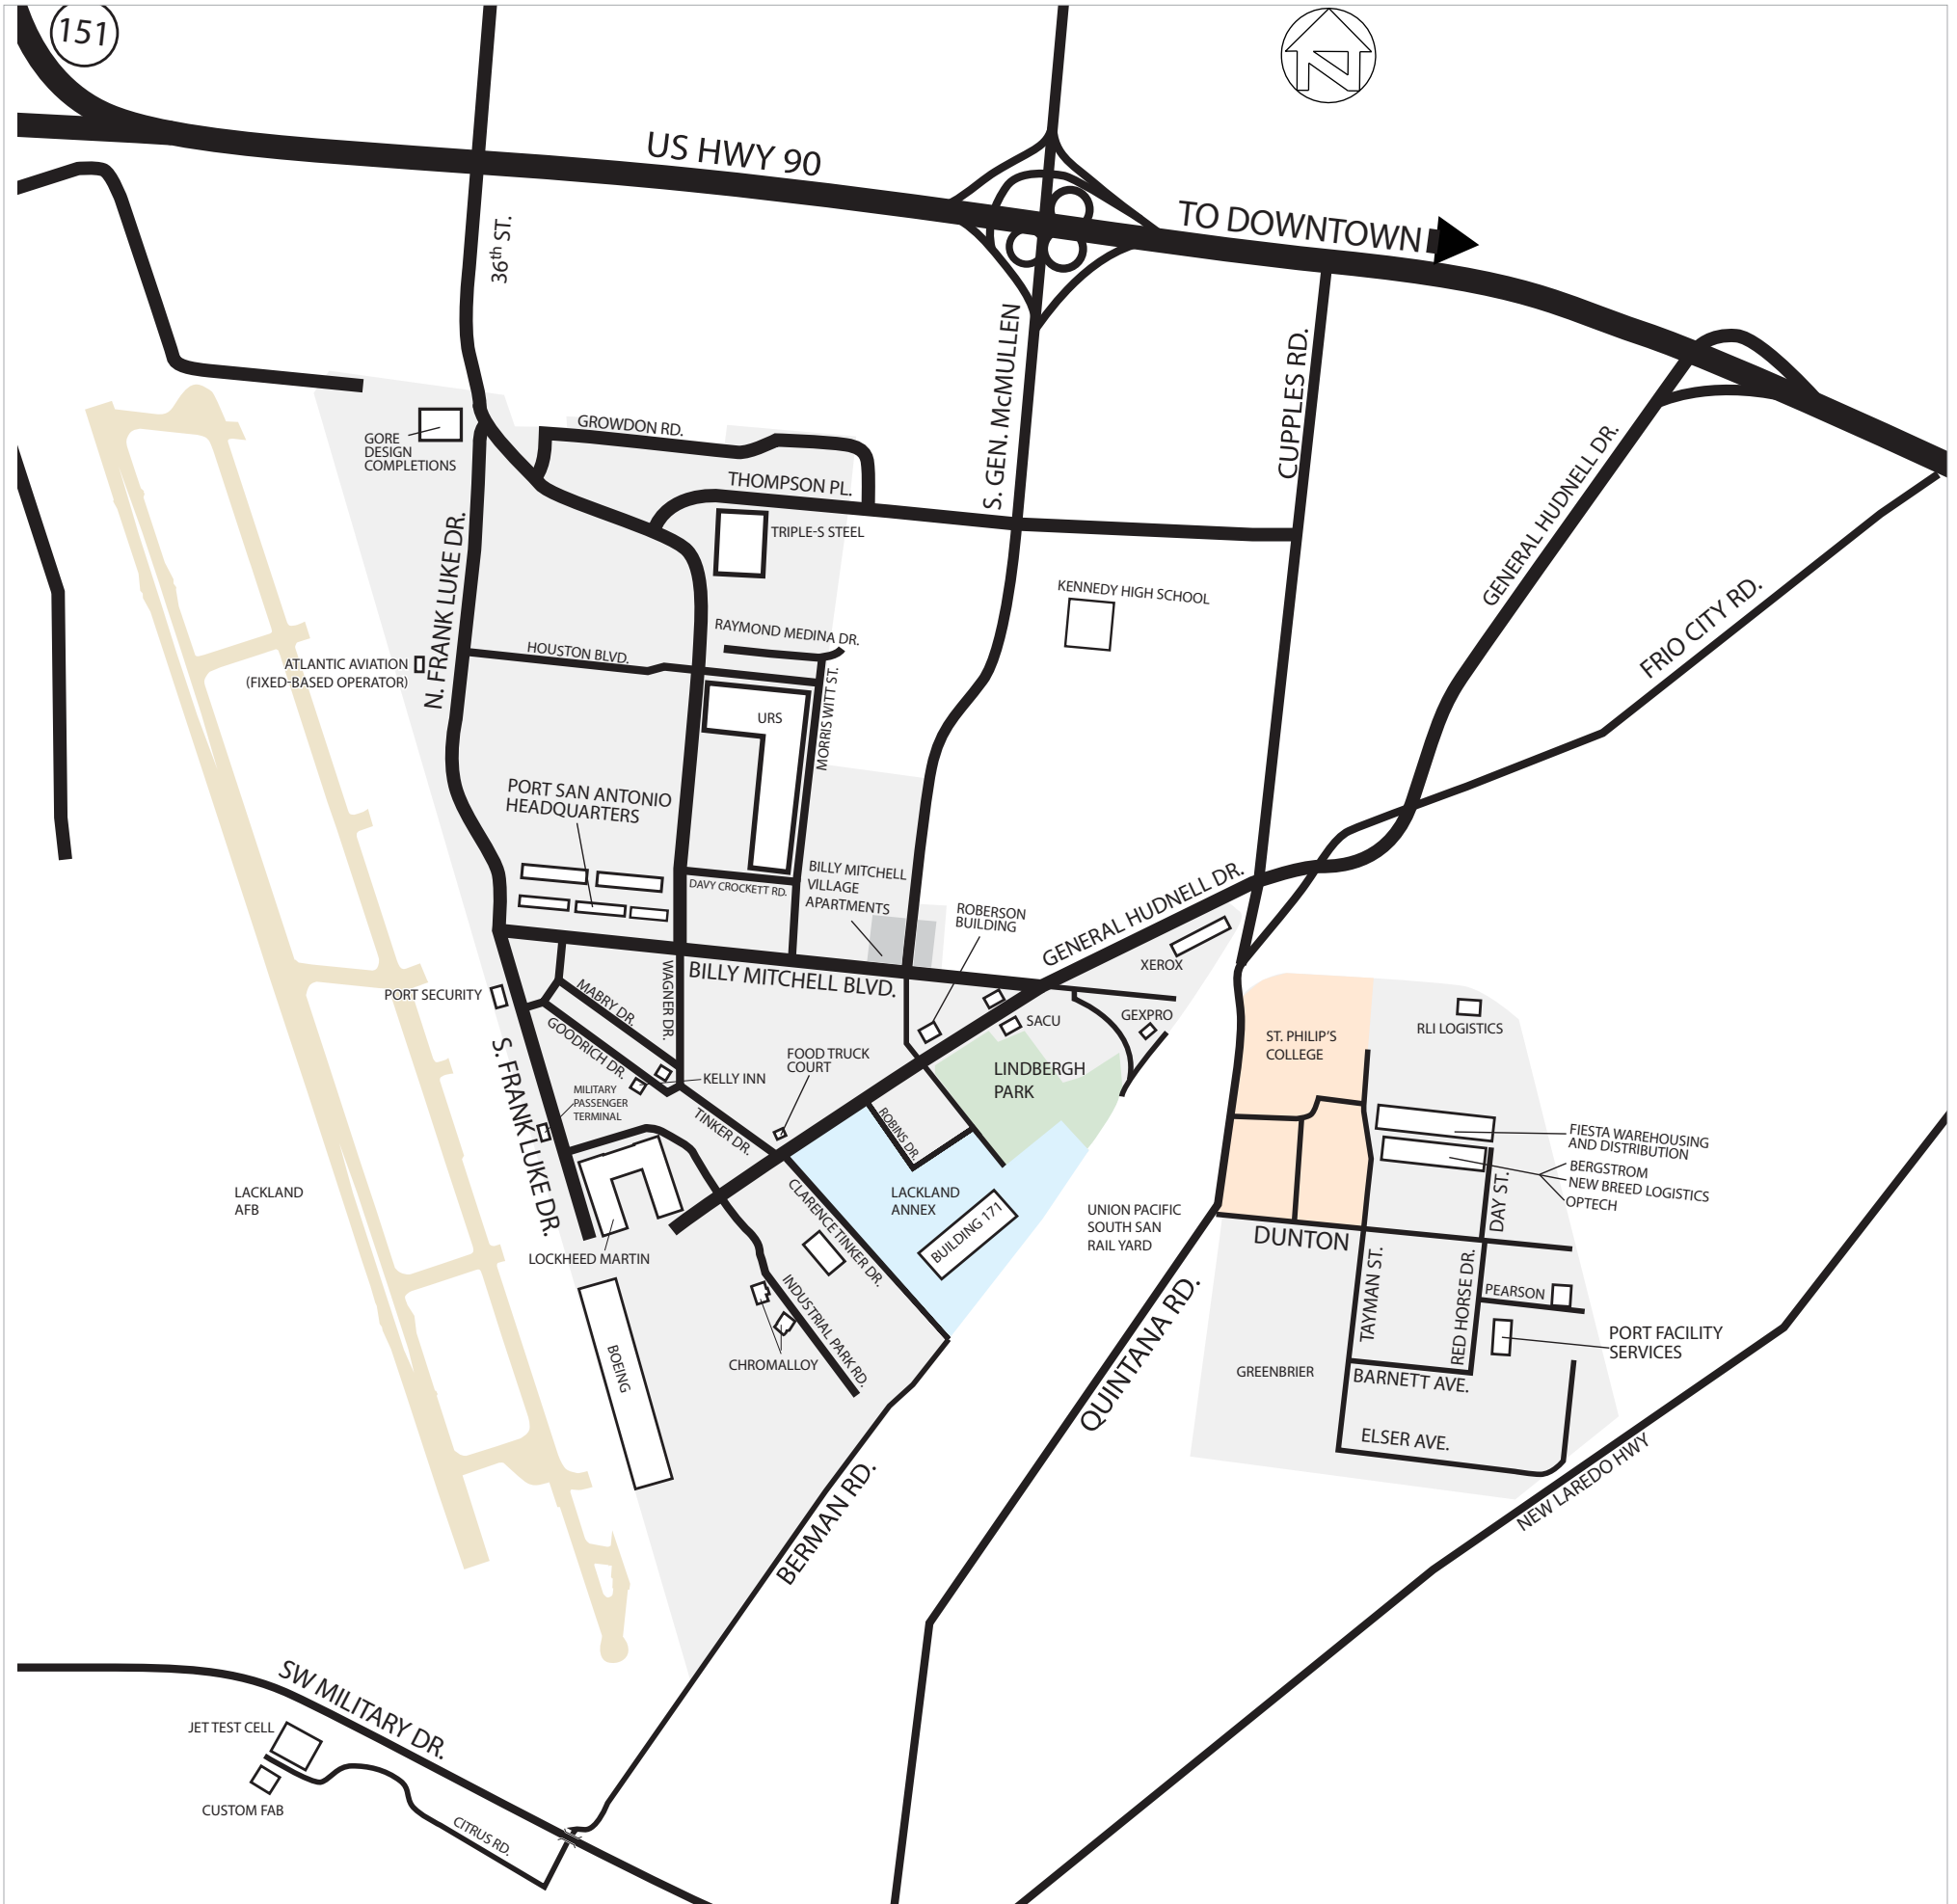 151
N
US HWY 90
TO DOWNTOWN
36th ST.
S. GEN. McMULLEN
CUPPLES RD.
GENERAL HUDNELL DR.
FRIO CITY RD.
GORE
DESIGN
COMPLETIONS
GROWDON RD.
THOMPSON PL.
TRIPLE-S STEEL
N. FRANK LUKE DR.
KENNEDY HIGH SCHOOL
RAYMOND MEDINA DR.
HOUSTON BLVD.
ATLANTIC AVIATION
(FIXED-BASED OPERATOR)
URS
MORRIS WITT ST.
PORT SAN ANTONIO
HEADQUARTERS
DAVY CROCKETT RD.
BILLY MITCHELL
VILLAGE
APARTMENTS
ROBERSON
BUILDING
GENERAL HUDNELL DR.
XEROX
BILLY MITCHELL BLVD.
WAGNER DR.
PORT SECURITY
MABRY DR.
GOODRICH DR.
SACU
GEXPRO
ST. PHILIP'S
COLLEGE
RLI LOGISTICS
FOOD TRUCK
COURT
KELLY INN
LINDBERGH
PARK
S. FRANK LUKE DR.
MILITARY
PASSENGER
TERMINAL
TINKER DR.
ROBINS DR.
FIESTA WAREHOUSING
AND DISTRIBUTION
BERGSTROM
NEW BREED LOGISTICS
OPTECH
DAY ST.
LACKLAND
AFB
LACKLAND
ANNEX
BUILDING 171
UNION PACIFIC
SOUTH SAN
RAIL YARD
CLARENCE TINKER DR.
DUNTON
LOCKHEED MARTIN
TAYMAN ST.
RED HORSE DR.
PEARSON
INDUSTRIAL PARK RD.
CHROMALLOY
BOEING
QUINTANA RD.
GREENBRIER
PORT FACILITY
SERVICES
BARNETT AVE.
ELSER AVE.
NEW LAREDO HWY
BERMAN RD.
SW MILITARY DR.
JET TEST CELL
CUSTOM FAB
CITRUS RD.